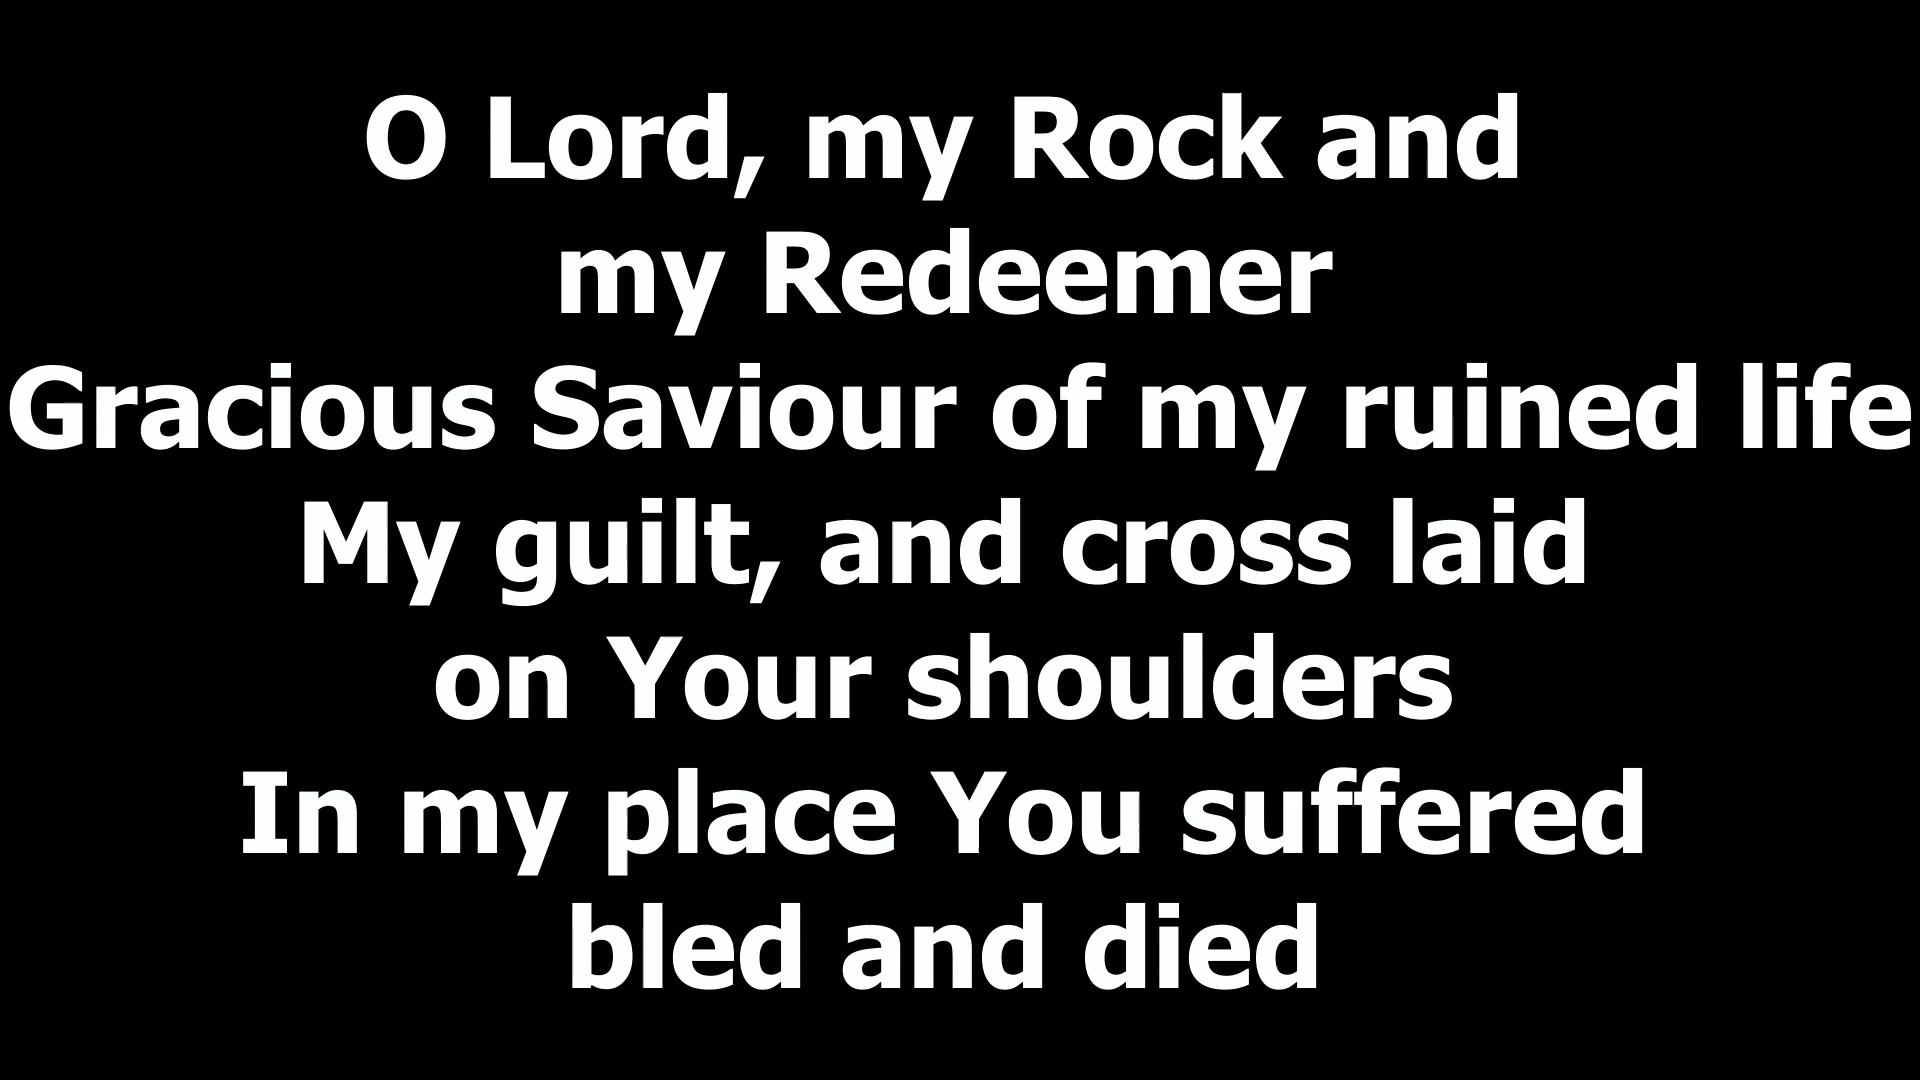 O Lord, my Rock and
my Redeemer
Gracious Saviour of my ruined life
My guilt, and cross laid
on Your shoulders
In my place You suffered
bled and died